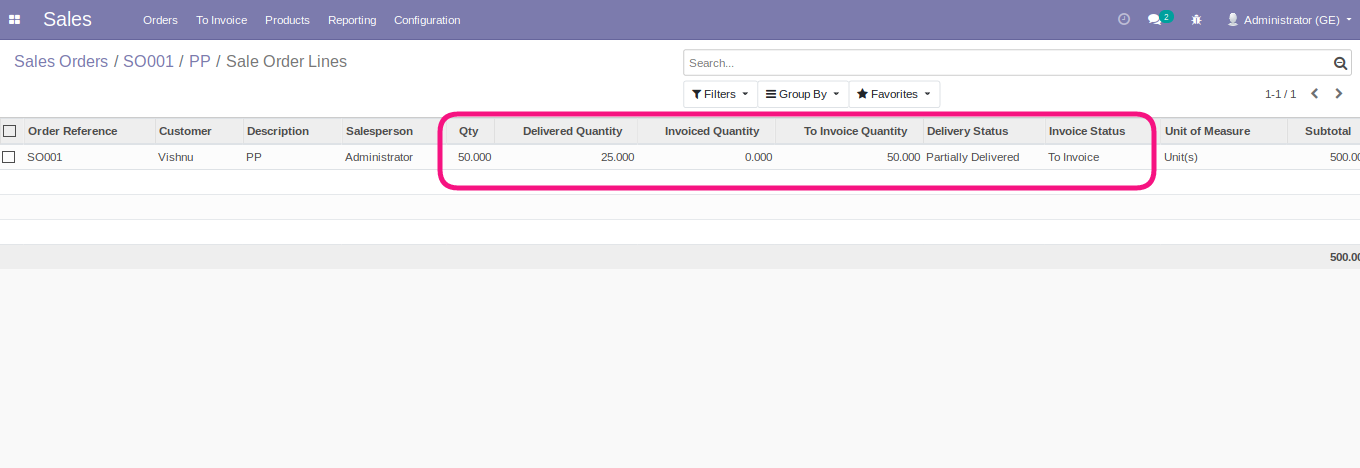 Sales Orders To Invoice Products Reporting Configuration 2 Administrator (GE)
Sales Orders / SO001 / PP / Sale Order Lines
Search...
Filters Group By Favorites 1-1 / 1
Order Reference Customer Description Salesperson Qty Delivered Quantity Invoiced Quantity To Invoice Quantity Delivery Status Invoice Status Unit of Measure Subtotal
SO001 Vishnu PP Administrator 50.000 25.000 0.000 50.000 Partially Delivered To Invoice Unit(s) 500.00
500.00